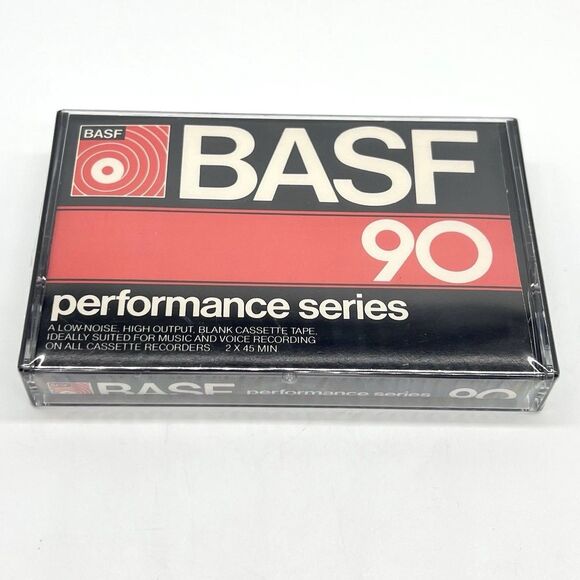 BASF
BASF
90
performance series
A LOW-NOISE, HIGH OUTPUT, BLANK CASSETTE TAPE,
IDEALLY SUITED FOR MUSIC AND VOICE RECORDING
ON ALL CASSETTE RECORDERS. 2 X 45 MIN
BASF performance series 90